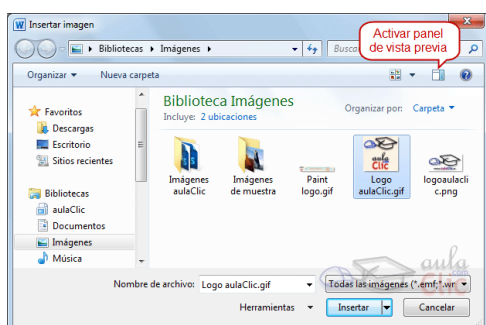 Insertar imagen
Activar panel
de vista previa
Bibliotecas
Imágenes
Busca
Organizar
Nueva carpeta
Favoritos
Descargas
Escritorio
Sitios recientes
Bibliotecas
aulaClic
Documentos
Imágenes
Música
Biblioteca Imágenes
Incluye: 2 ubicaciones
Organizar por: Carpeta
Imágenes
aulaClic
Imágenes
de muestra
Paint
logo.gif
Logo
aulaClic.gif
logoaulacli
c.png
Nombre de archivo: Logo aulaClic.gif
Todas las imágenes (*.emf;*.wr
Herramientas
Insertar
Cancelar
aula
Clic
.com